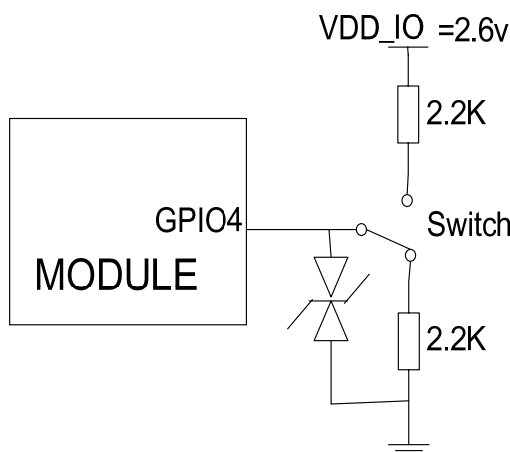 VDD_IO =2.6v
2.2K
GPIO4
Switch
MODULE
2.2K